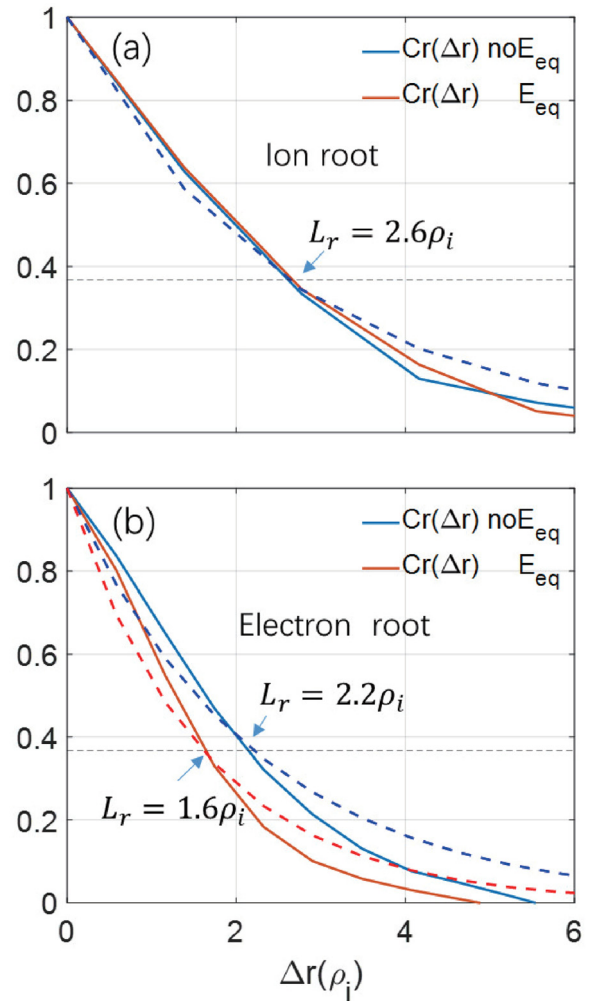 1
(a)
Cr(Δr) noE_eq
Cr(Δr) E_eq
0.8
Ion root
0.6
L_r = 2.6ρ_i
0.4
0.2
0
1
(b)
Cr(Δr) noE_eq
Cr(Δr) E_eq
0.8
Electron root
0.6
L_r = 2.2ρ_i
0.4
L_r = 1.6ρ_i
0.2
0
0 2 4 6
Δr(ρ_i)